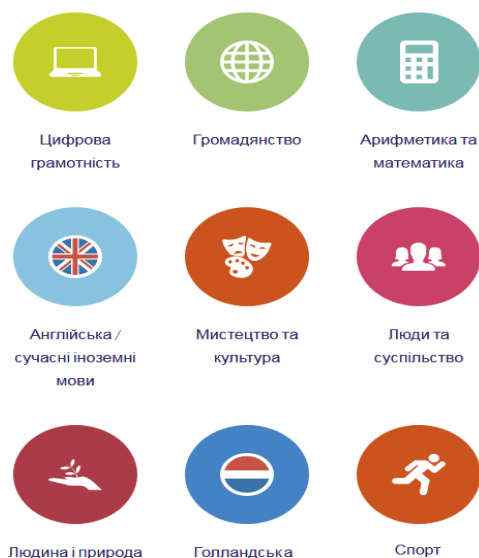 Цифрова
грамотність
Громадянство
Арифметика та
математика
Англійська /
сучасні іноземні
мови
Мистецтво та
культура
Люди та
суспільство
Людина і природа
Голландська
Спорт